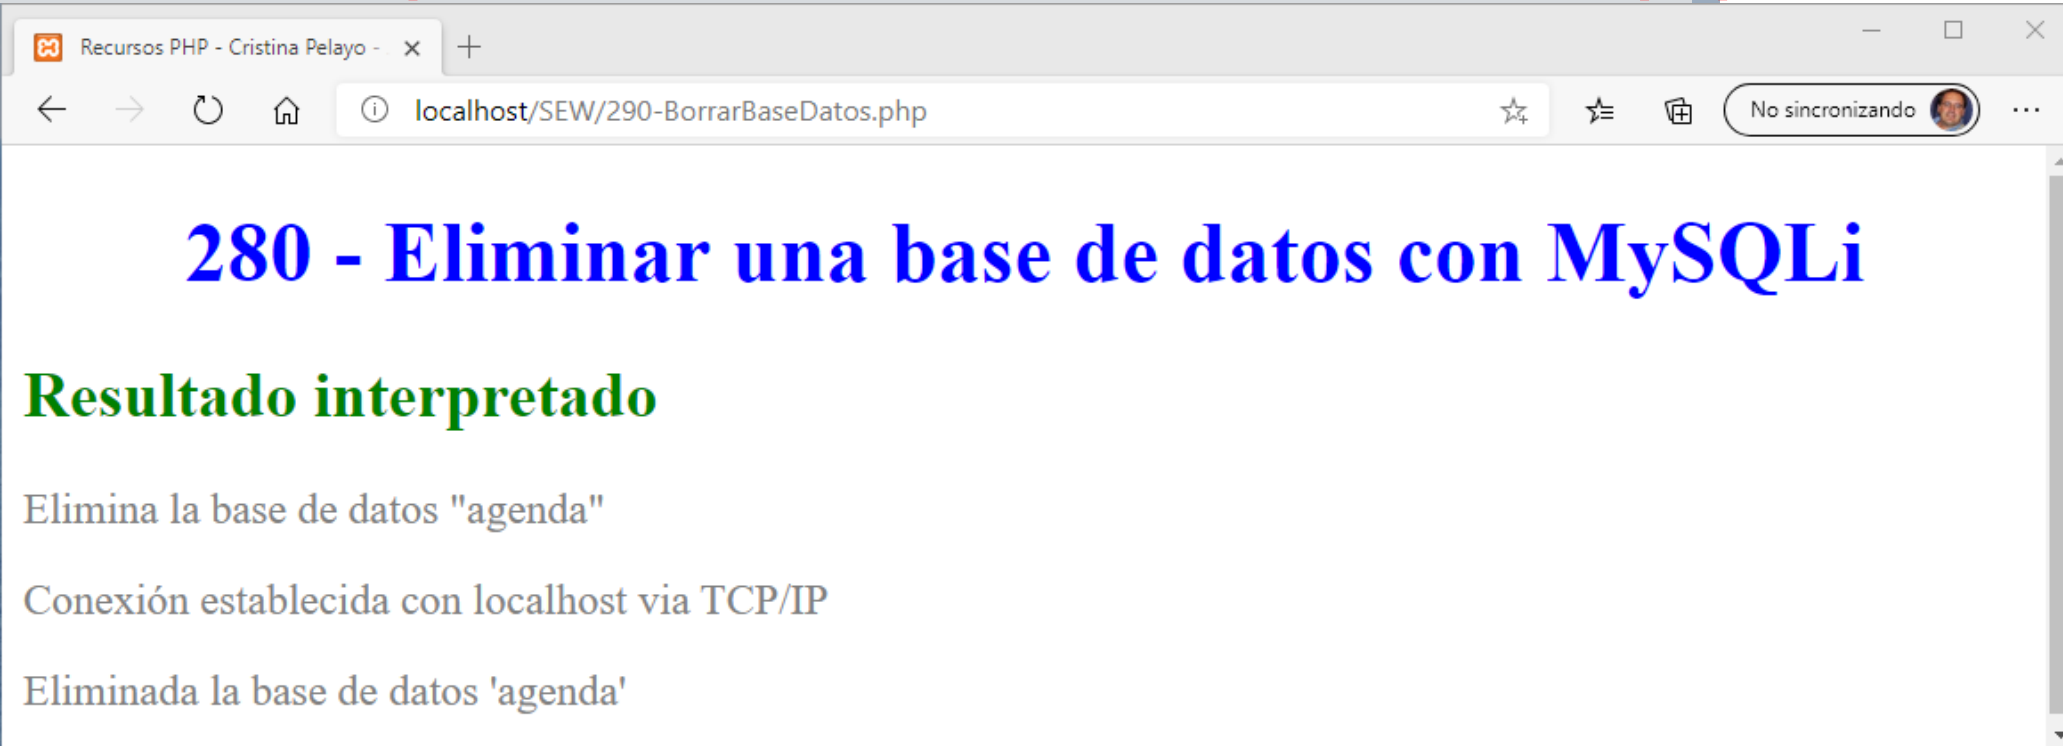 Recursos PHP - Cristina Pelayo -
localhost/SEW/290-BorrarBaseDatos.php
No sincronizando
280 - Eliminar una base de datos con MySQLi
Resultado interpretado
Elimina la base de datos "agenda"
Conexión establecida con localhost via TCP/IP
Eliminada la base de datos 'agenda'